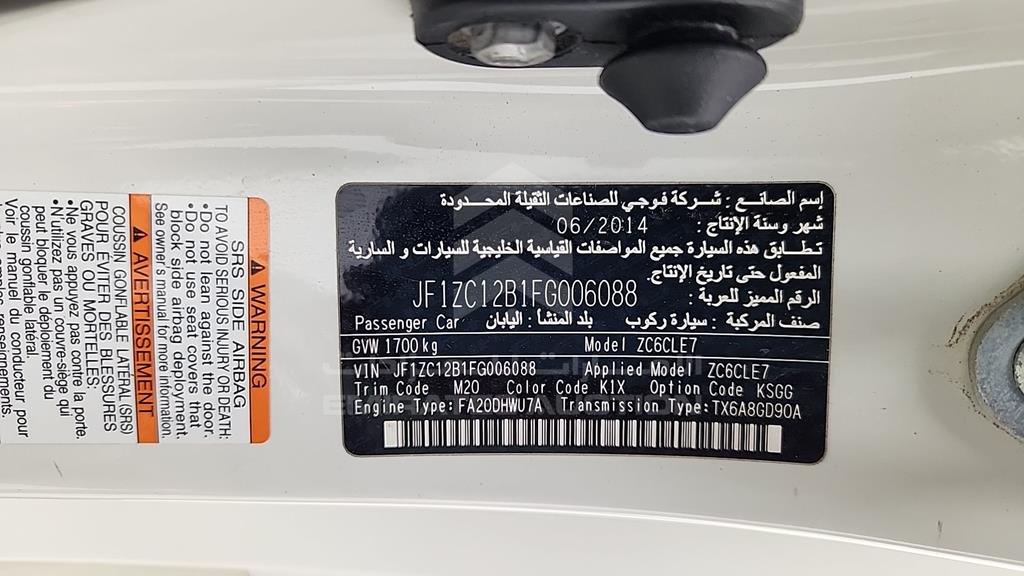 إسم الصانع : شركة فوجي للصناعات الثقيلة المحدودة
شهر وسنة الإنتاج : 06/2014
تطابق هذه السيارة جميع المواصفات القياسية الخليجية للسيارات و السارية
المفعول حتى تاريخ الإنتاج.
الرقم المميز للعربة : JF1ZC12B1FG006088
صنف المركبة : سيارة ركوب بلد المنشأ : اليابان Passenger Car
GVW 1700kg Model ZC6CLE7
VIN JF1ZC12B1FG006088 Applied Model ZC6CLE7
Trim Code M20 Color Code K1X Option Code KSGG
Engine Type: FA20DHWU7A Transmission Type: TX6A8GD90A
WARNING
SRS SIDE AIRBAG
TO AVOID SERIOUS INJURY OR DEATH:
• Do not lean against the door.
• Do not use seat covers that
block side airbag deployment.
See owner's manual for more information.
AVERTISSEMENT
COUSSIN GONFLABLE LATÉRAL (SRS)
POUR ÉVITER DES BLESSURES
GRAVES OU MORTELLES:
• Ne vous appuyez pas contre la porte.
• N'utilisez pas un couvre-siège qui
peut bloquer le déploiement du
coussin gonflable latéral.
Voir le manuel du conducteur